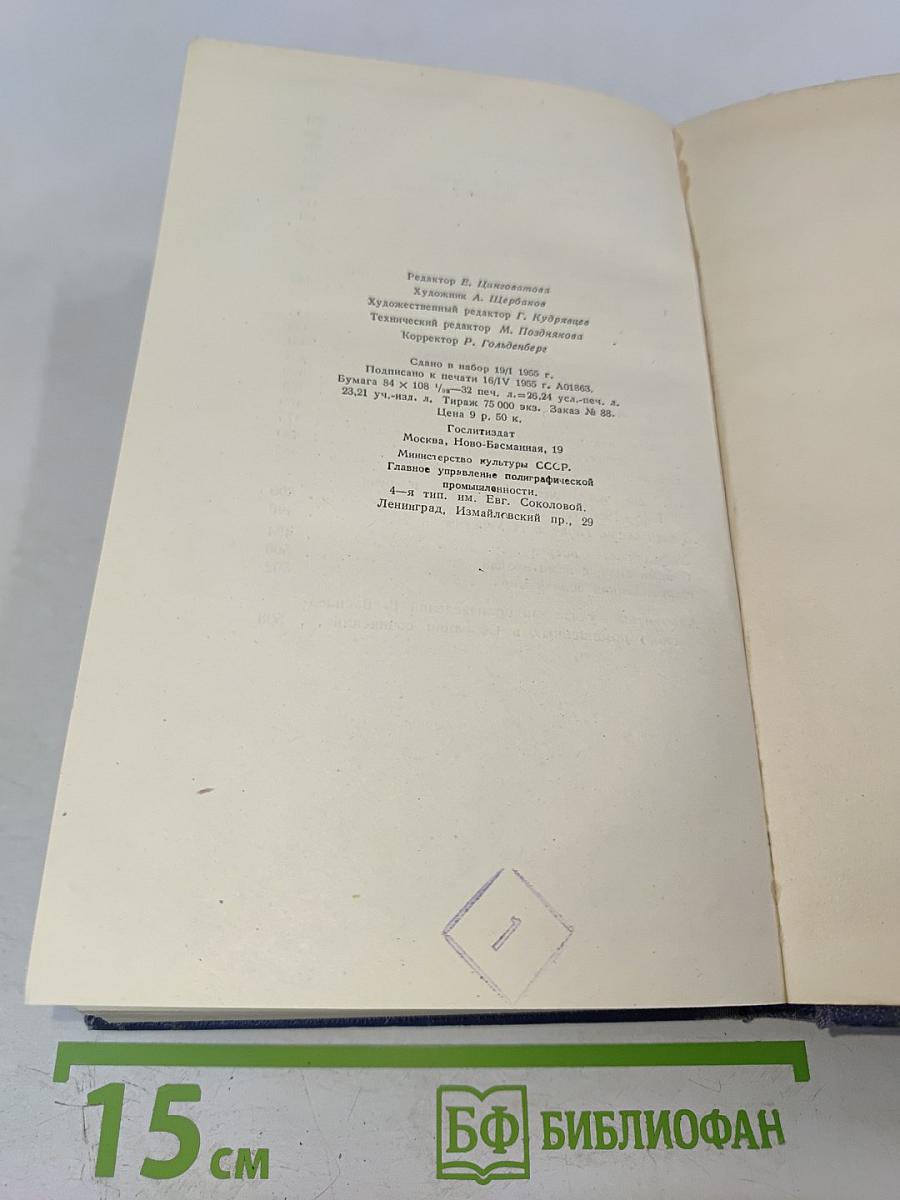 Редактор Е. Цинговатова
Художник А. Щербаков
Художественный редактор Г. Кудрявцев
Технический редактор М. Позднякова
Корректор Р. Гольденберг
Сдано в набор 19/I 1955 г.
Подписано к печати 16/IV 1955 г. А01863.
Бумага 84 × 108 1/32—32 печ. л.=26,24 усл.-печ. л.
23,21 уч.-изд. л. Тираж 75 000 экз. Заказ № 88.
Цена 9 р. 50 к.
Гослитиздат
Москва, Ново-Басманная, 19
Министерство культуры СССР.
Главное управление полиграфической
промышленности.
4—я тип. им. Евг. Соколовой.
Ленинград, Измайловский пр., 29
1
15 см
БФ БИБЛИОФАН